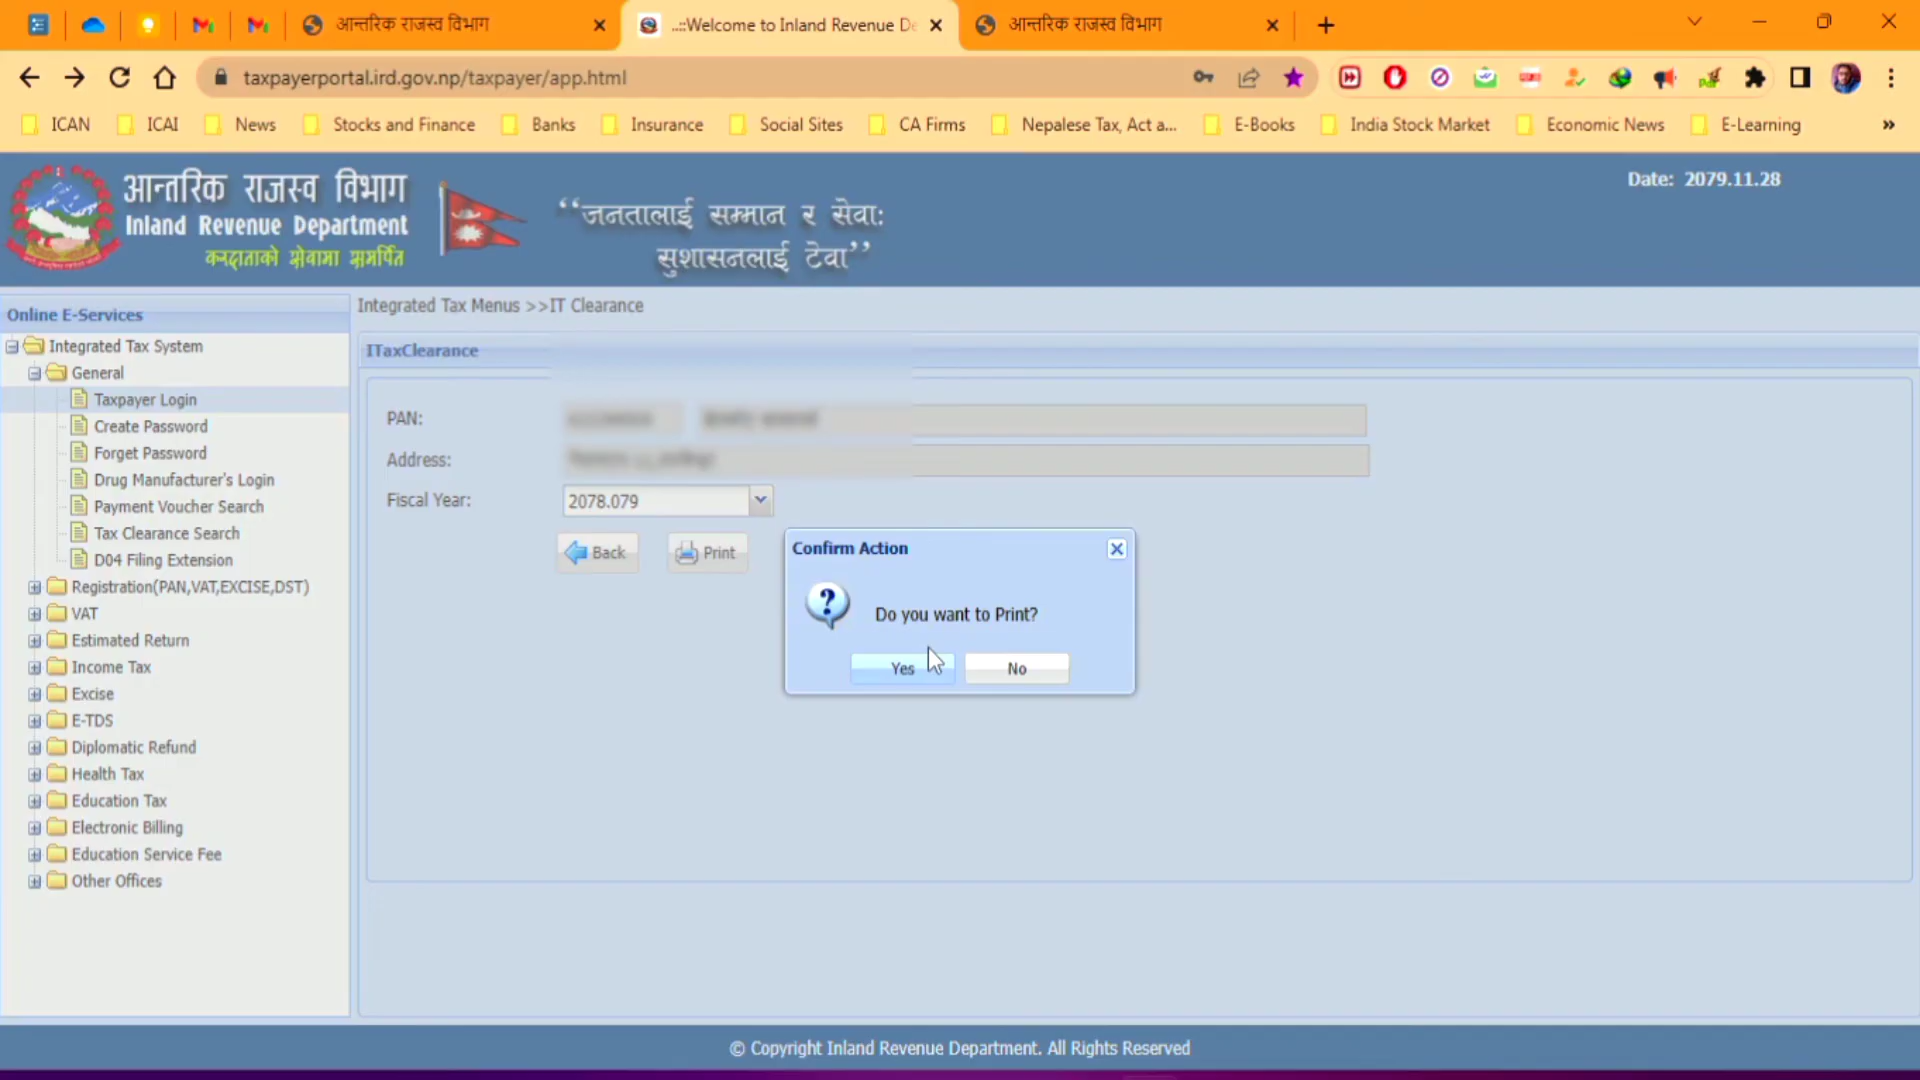 आन्तरिक राजस्व विभाग
..::Welcome to Inland Revenue De
आन्तरिक राजस्व विभाग
taxpayerportal.ird.gov.np/taxpayer/app.html
ICAN
ICAI
News
Stocks and Finance
Banks
Insurance
Social Sites
CA Firms
Nepalese Tax, Act a...
E-Books
India Stock Market
Economic News
E-Learning
»
आन्तरिक राजस्व विभाग
Inland Revenue Department
करदाताको सेवामा समर्पित
“जनतालाई सम्मान र सेवाः
सुशासनलाई टेवा”
Date: 2079.11.28
Online E-Services
Integrated Tax System
General
Taxpayer Login
Create Password
Forget Password
Drug Manufacturer's Login
Payment Voucher Search
Tax Clearance Search
D04 Filing Extension
Registration(PAN,VAT,EXCISE,DST)
VAT
Estimated Return
Income Tax
Excise
E-TDS
Diplomatic Refund
Health Tax
Education Tax
Electronic Billing
Education Service Fee
Other Offices
Integrated Tax Menus >>IT Clearance
ITaxClearance
PAN:
Address:
Fiscal Year:
2078.079
Back
Print
Confirm Action
Do you want to Print?
Yes
No
© Copyright Inland Revenue Department. All Rights Reserved